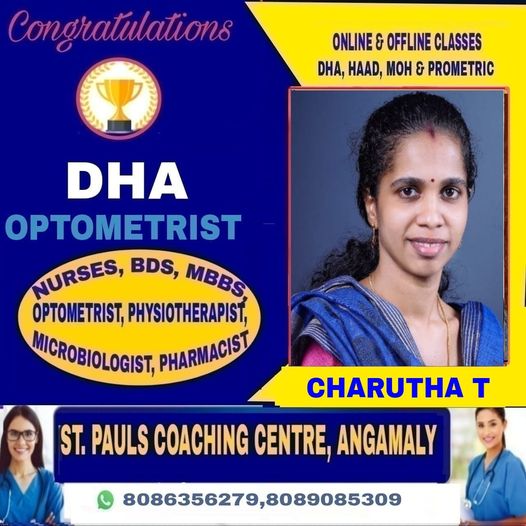 Congratulations
DHA
OPTOMETRIST
NURSES, BDS, MBBS,
OPTOMETRIST, PHYSIOTHERAPIST,
MICROBIOLOGIST, PHARMACIST
ONLINE & OFFLINE CLASSES
DHA, HAAD, MOH & PROMETRIC
CHARUTHA T
ST. PAULS COACHING CENTRE, ANGAMALY
8086356279,8089085309